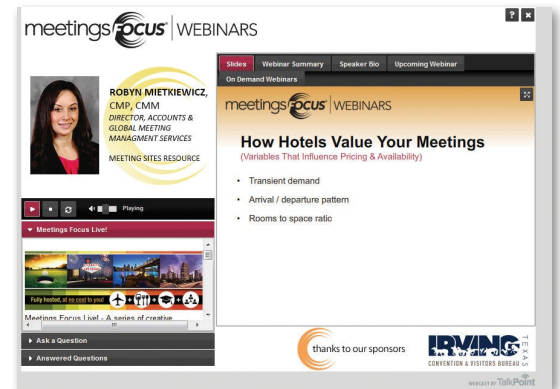 meetings focus | WEBINARS
? x
ROBYN MIETKIEWICZ,
CMP, CMM
DIRECTOR, ACCOUNTS &
GLOBAL MEETING
MANAGMENT SERVICES
MEETING SITES RESOURCE
Playing
Meetings Focus Live!
Fully hosted, at no cost to you!
Meetings Focus Live! - A series of creative
Ask a Question
Answered Questions
Slides Webinar Summary Speaker Bio Upcoming Webinar
On Demand Webinars
meetings focus | WEBINARS
How Hotels Value Your Meetings
(Variables That Influence Pricing & Availability)
• Transient demand
• Arrival / departure pattern
• Rooms to space ratio
thanks to our sponsors
IRVING
TEXAS
CONVENTION & VISITORS BUREAU
WEBCAST BY TalkPoint